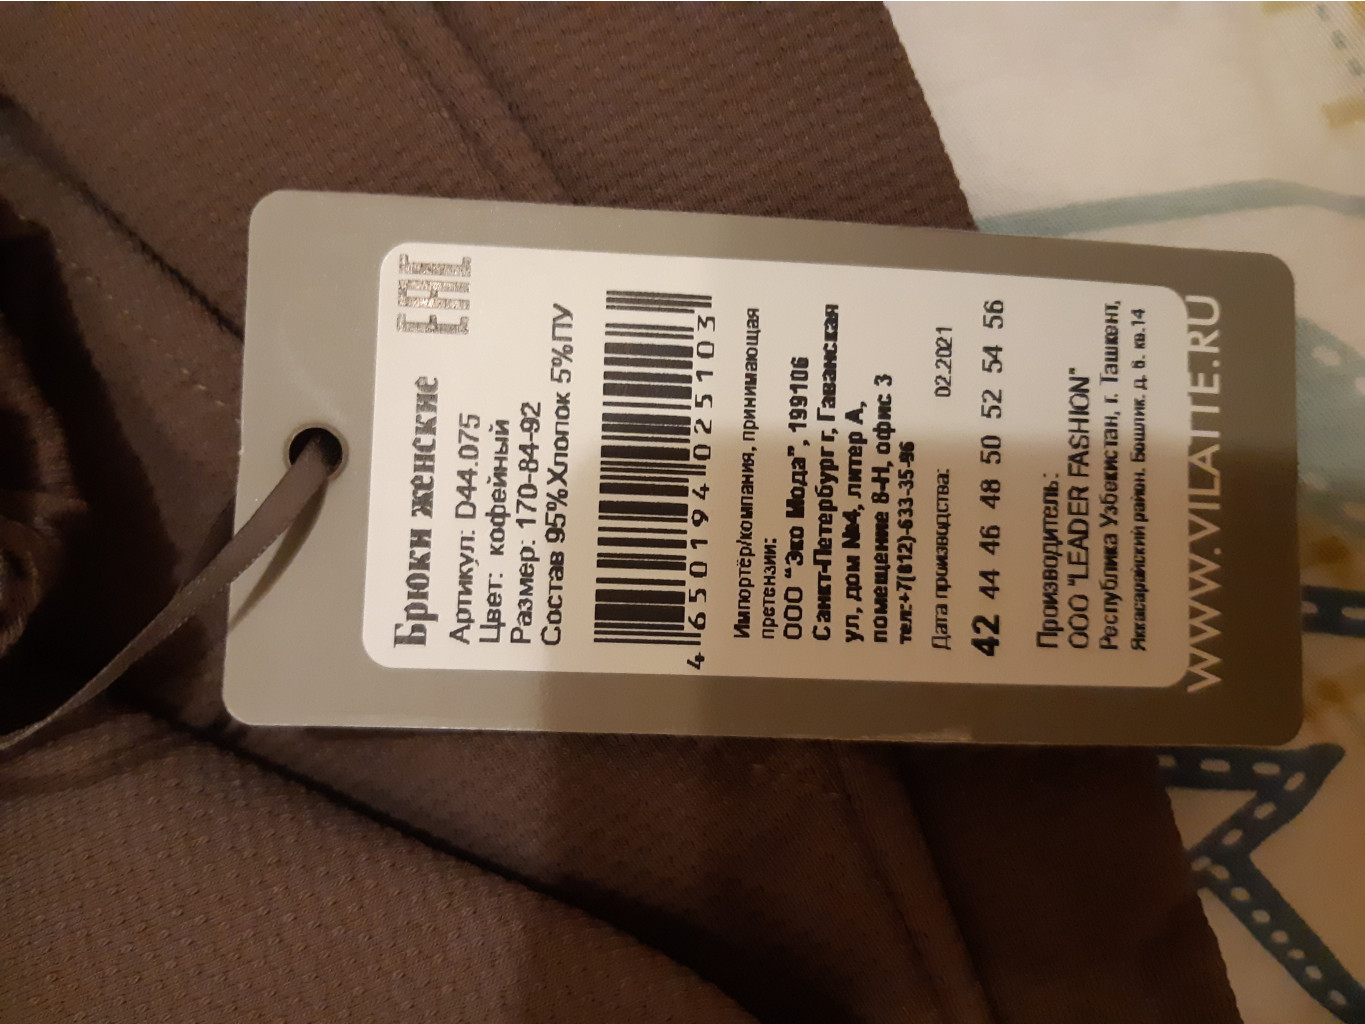 Брюки женские ЕАС
Артикул: D44.075
Цвет: кофейный
Размер: 170-84-92
Состав 95%Хлопок 5%ПУ
4 650194 025103
Импортёр/компания, принимающая
претензии:
ООО "Эко Мода", 199106
Санкт-Петербург г, Гаванская
ул, дом №4, литер А,
помещение 8-Н, офис 3
тел:+7(812)-633-35-96
Дата производства: 02.2021
42 44 46 48 50 52 54 56
Производитель:
ООО "LEADER FASHION"
Республика Узбекистан, г. Ташкент,
Яккасарайский район. Бошлик. д. 6. кв.14
WWW.VILATTE.RU